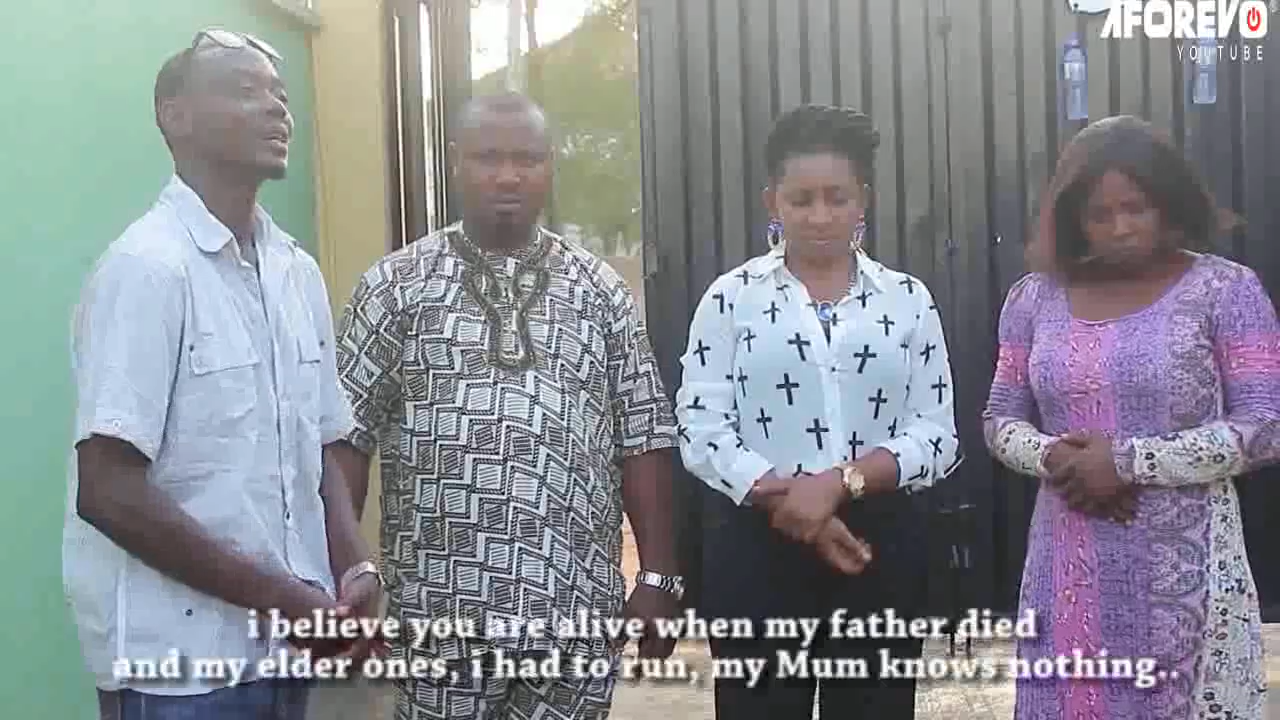 AFOREVO
YOUTUBE
i believe you are alive when my father died
and my elder ones, i had to run, my Mum knows nothing..